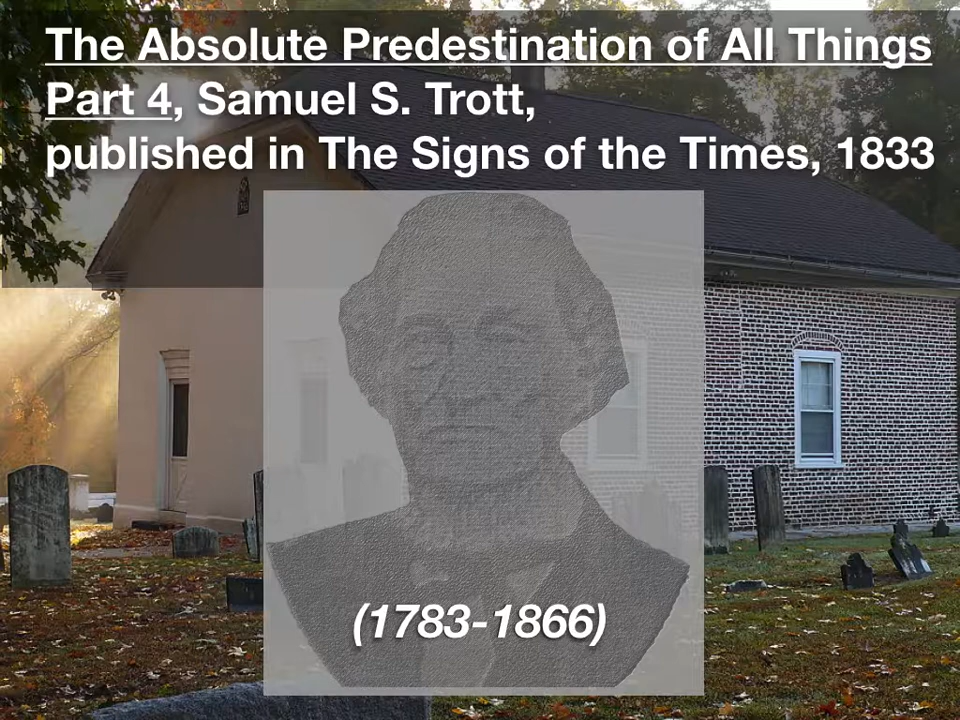 The Absolute Predestination of All Things
Part 4, Samuel S. Trott,
published in The Signs of the Times, 1833
(1783-1866)